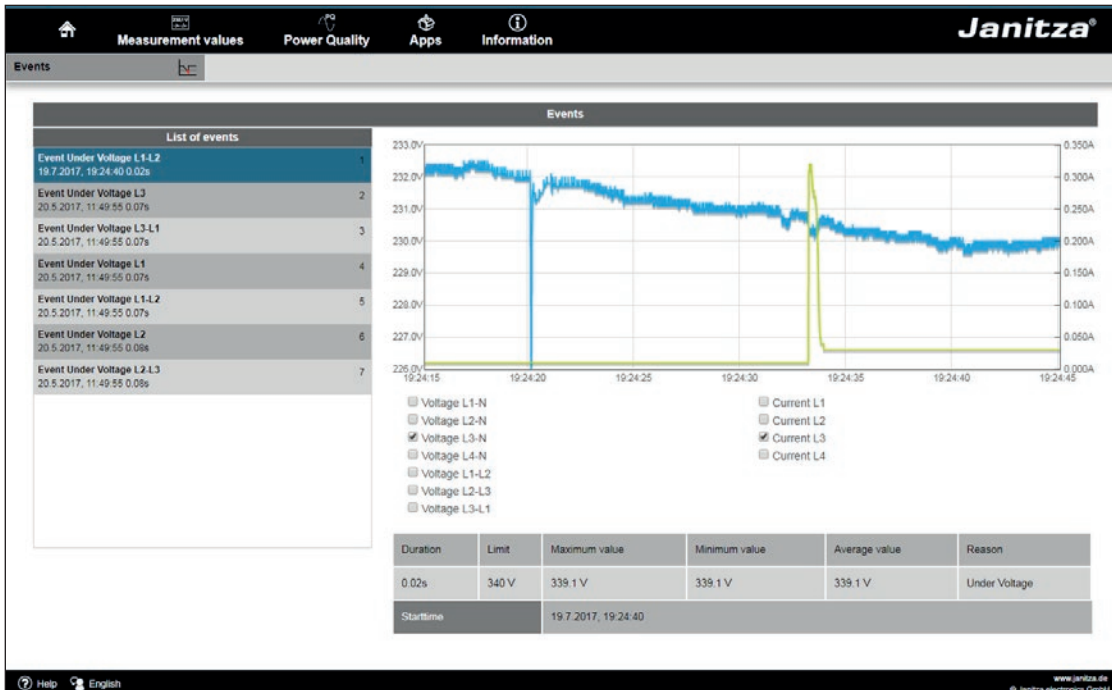 Measurement values
Power Quality
Apps
Information
Janitza®
Events
Events
List of events
Event Under Voltage L1-L2 1
19.7.2017, 19:24:40 0.02s
Event Under Voltage L3 2
20.5.2017, 11:49:55 0.07s
Event Under Voltage L3-L1 3
20.5.2017, 11:49:55 0.07s
Event Under Voltage L1 4
20.5.2017, 11:49:55 0.07s
Event Under Voltage L1-L2 5
20.5.2017, 11:49:55 0.07s
Event Under Voltage L2 6
20.5.2017, 11:49:55 0.08s
Event Under Voltage L2-L3 7
20.5.2017, 11:49:55 0.08s
233.0V 0.350A
232.0V 0.300A
231.0V 0.250A
230.0V 0.200A
229.0V 0.150A
228.0V 0.100A
227.0V 0.050A
226.0V 0.000A
19:24:15 19:24:20 19:24:25 19:24:30 19:24:35 19:24:40 19:24:45
Voltage L1-N Current L1
Voltage L2-N Current L2
Voltage L3-N Current L3
Voltage L4-N Current L4
Voltage L1-L2
Voltage L2-L3
Voltage L3-L1
Duration Limit Maximum value Minimum value Average value Reason
0.02s 340 V 339.1 V 339.1 V 339.1 V Under Voltage
Starttime 19.7.2017, 19:24:40
Help English
www.janitza.de
© Janitza electronics GmbH